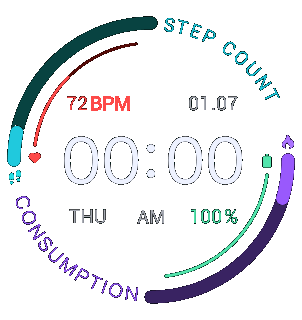 STEP COUNT
72BPM 01.07
00:00
THU AM 100%
CONSUMPTION